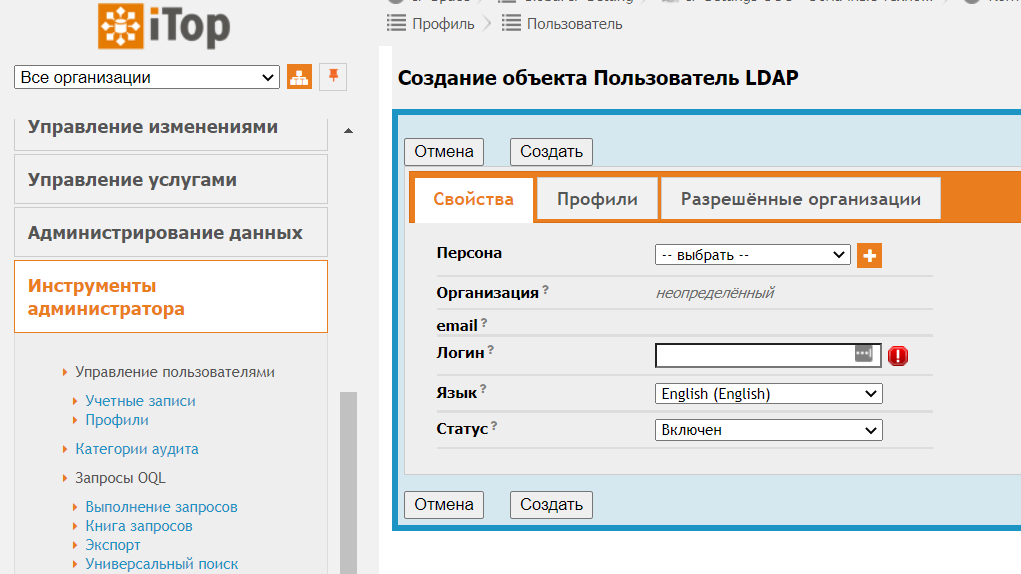 iTop
Профиль
Пользователь
Все организации
Создание объекта Пользователь LDAP
Управление изменениями
Управление услугами
Администрирование данных
Инструменты
администратора
Управление пользователями
Учетные записи
Профили
Категории аудита
Запросы OQL
Выполнение запросов
Книга запросов
Экспорт
Универсальный поиск
Отмена
Создать
Свойства
Профили
Разрешённые организации
Персона
-- выбрать --
Организация ?
неопределённый
email ?
Логин ?
Язык ?
English (English)
Статус ?
Включен
Отмена
Создать